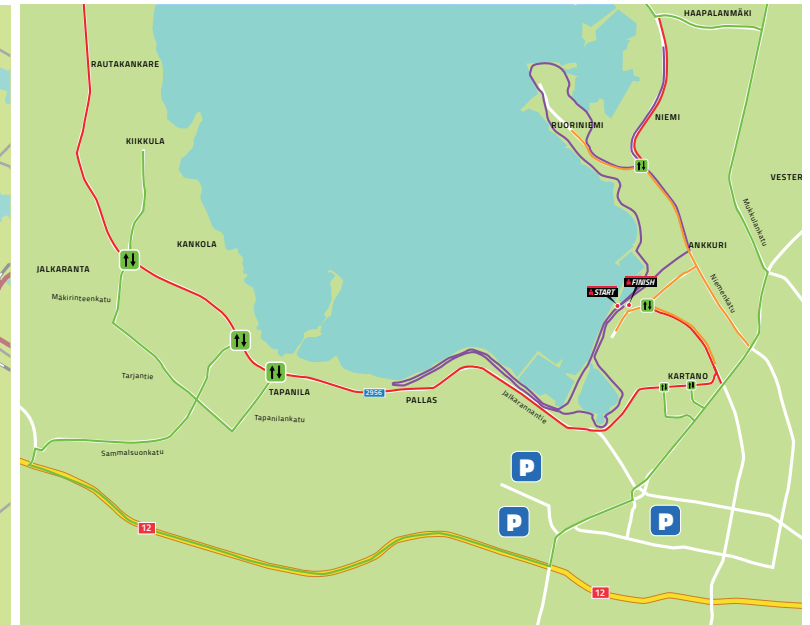 HAAPALANMÄKI
RAUTAKANKARE
NIEMI
RUORINIEMI
KIIKKULA
VESTER
Mukkulankatu
KANKOLA
ANKKURI
JALKARANTA
Niemenkatu
START
FINISH
Mäkirinteenkatu
Tarjantie
KARTANO
TAPANILA
2956
PALLAS
Jalkarannantie
Tapanilankatu
Sammalsuonkatu
P
P
P
12
12